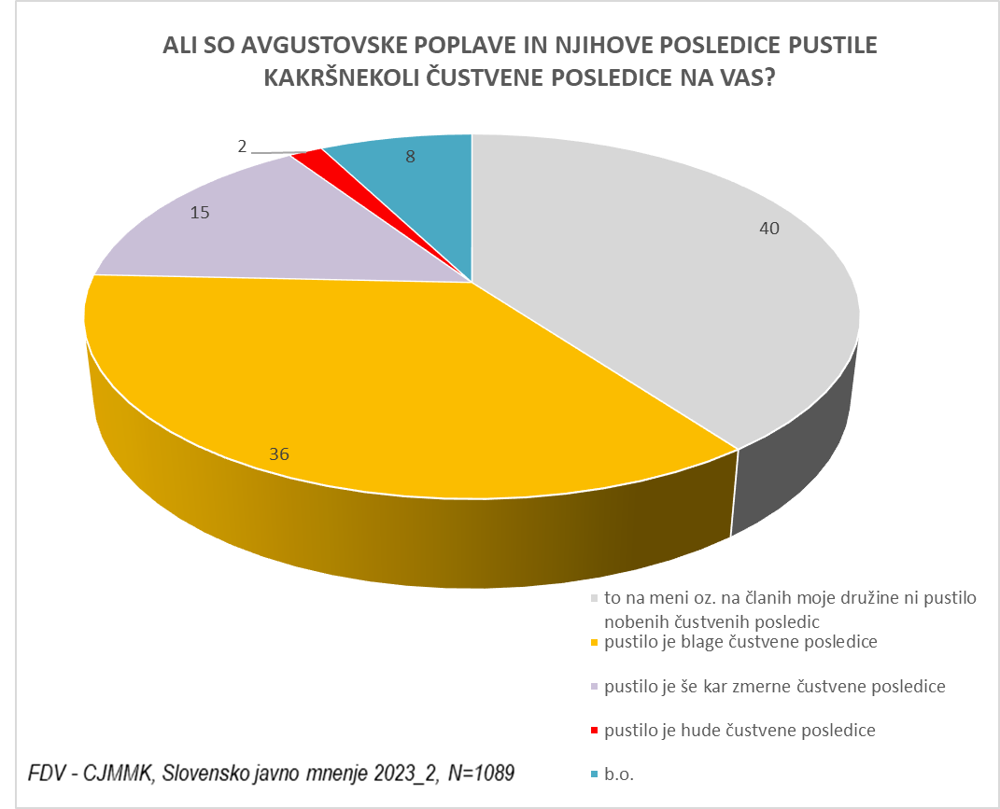 ALI SO AVGUSTOVSKE POPLAVE IN NJIHOVE POSLEDICE PUSTILE
KAKRŠNEKOLI ČUSTVENE POSLEDICE NA VAS?
2
8
15
40
36
to na meni oz. na članih moje družine ni pustilo
nobenih čustvenih posledic
pustilo je blage čustvene posledice
pustilo je še kar zmerne čustvene posledice
pustilo je hude čustvene posledice
b.o.
FDV - CJMMK, Slovensko javno mnenje 2023_2, N=1089